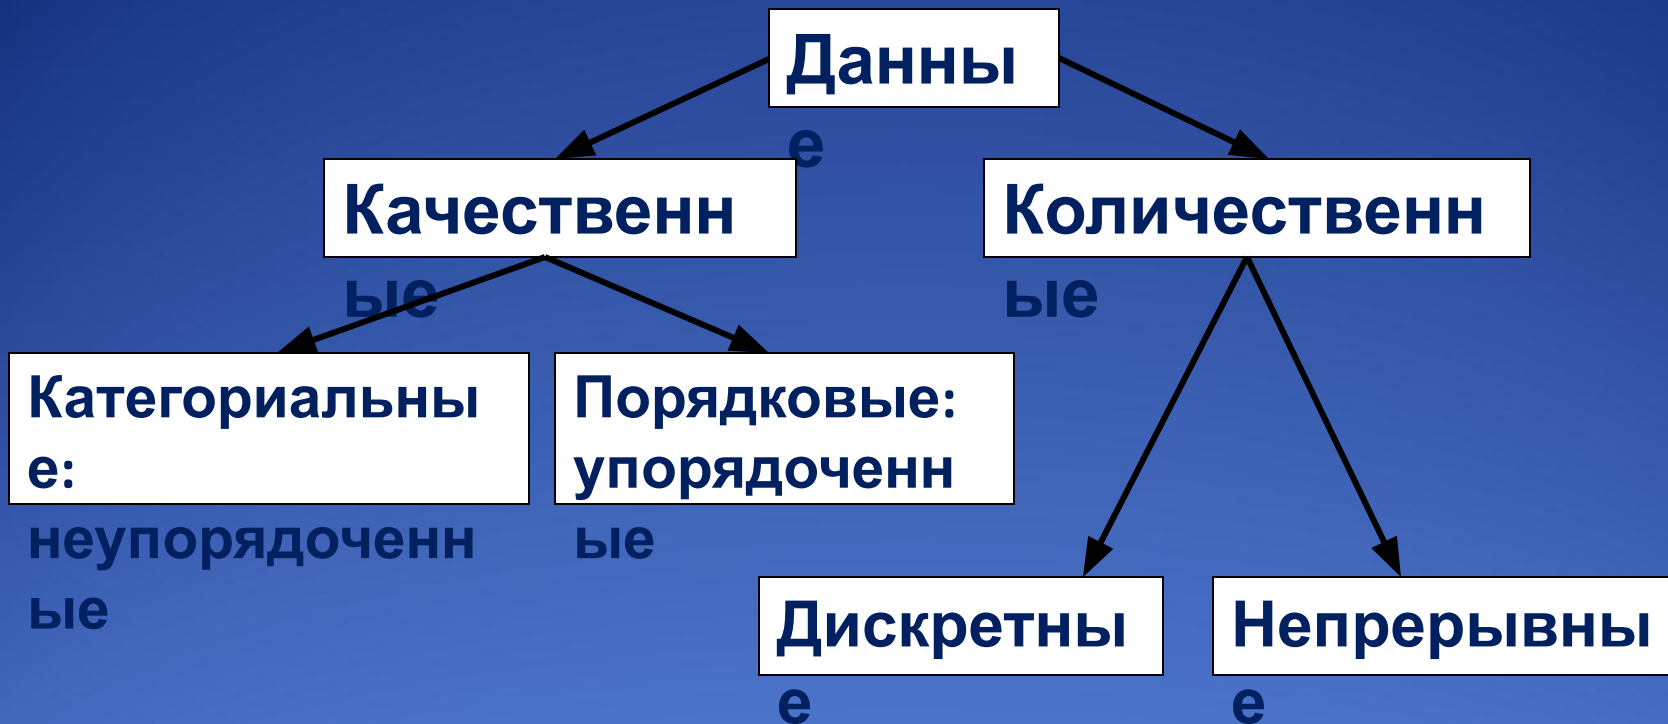 Данны
е
Качественн
ые
Количественн
ые
Категориальны
е:
неупорядоченн
ые
Порядковые:
упорядоченн
ые
Дискретны
е
Непрерывны
е